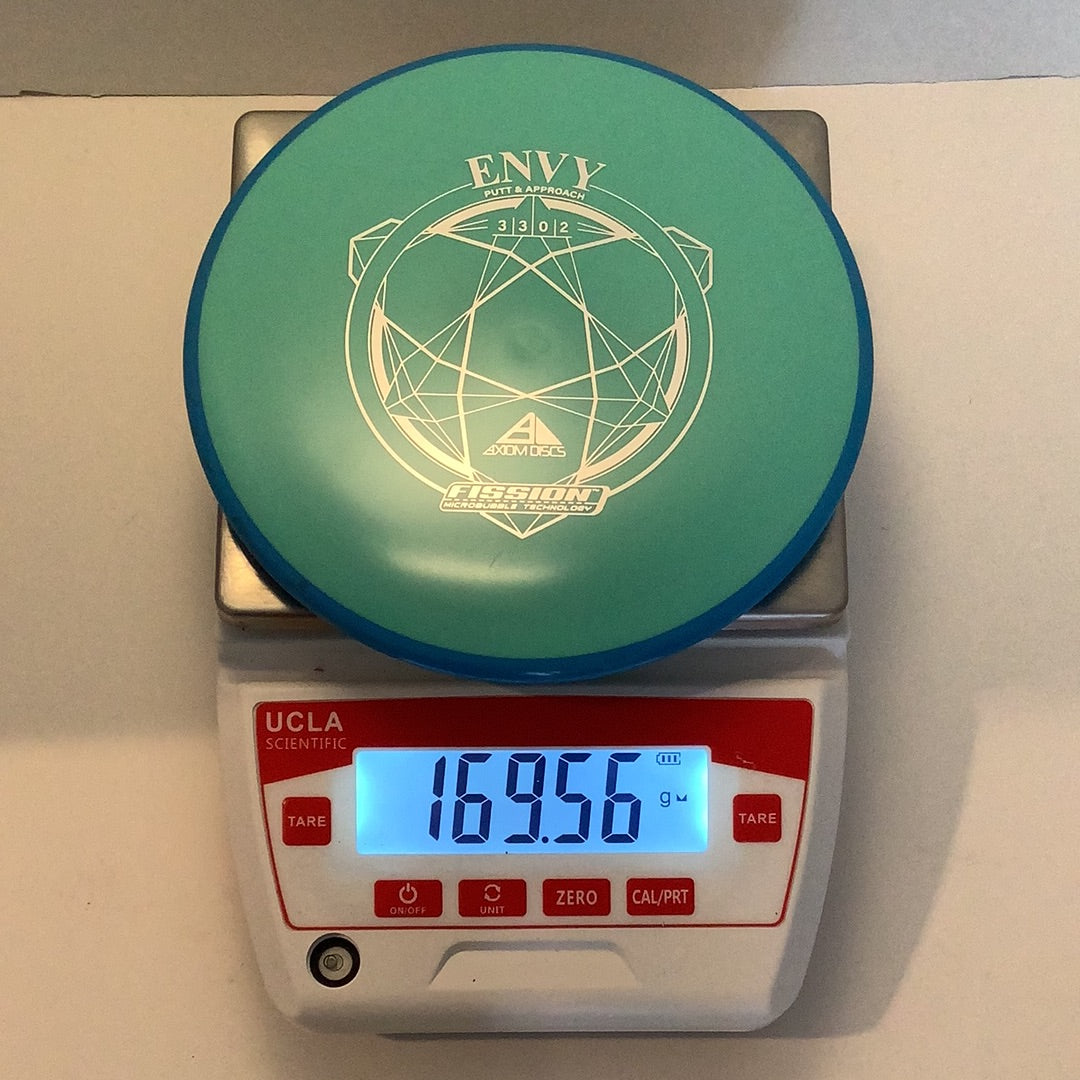 ENVY
PUTT & APPROACH
3|3|0|2
AXIOM DISCS
FISSION™
MICROBUBBLE TECHNOLOGY
UCLA
SCIENTIFIC
169.56 g
TARE
TARE
ON/OFF
UNIT
ZERO
CAL/PRT